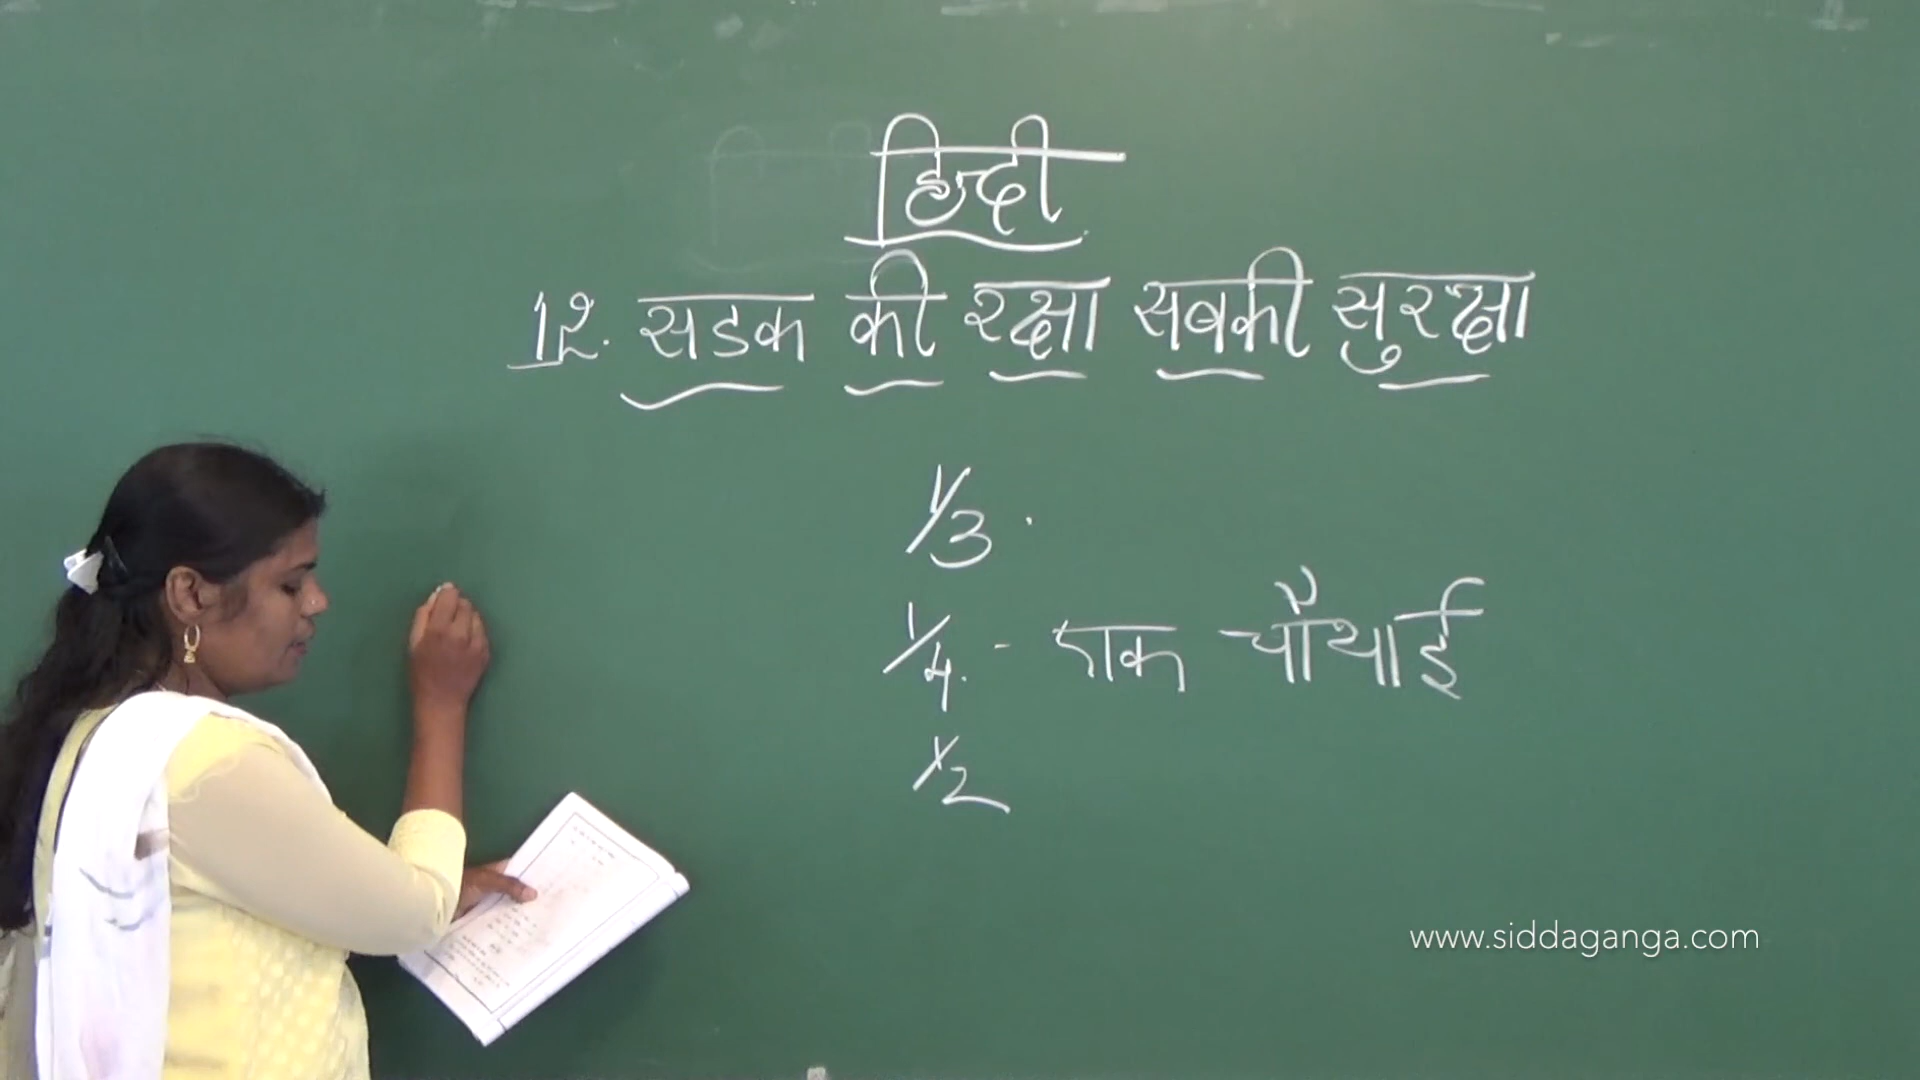 हिन्दी
12. सडक की रक्षा सबकी सुरक्षा
1/3.
1/4. - एक चौथाई
1/2
www.siddaganga.com